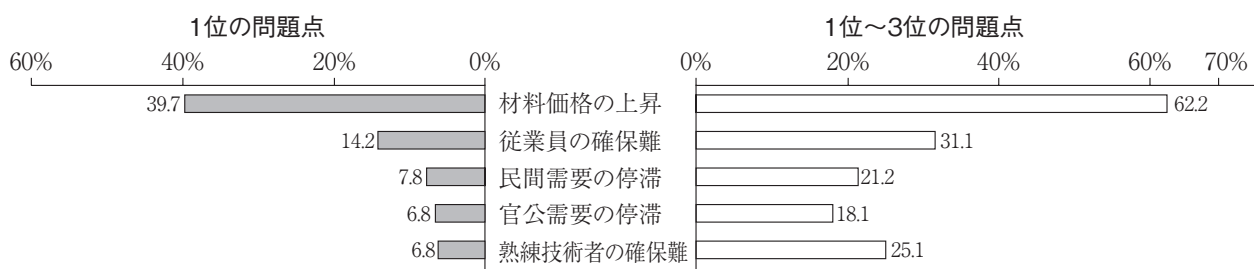 1位の問題点 1位～3位の問題点
60% 40% 20% 0% 0% 20% 40% 60% 70%
39.7 材料価格の上昇 62.2
14.2 従業員の確保難 31.1
7.8 民間需要の停滞 21.2
6.8 官公需要の停滞 18.1
6.8 熟練技術者の確保難 25.1